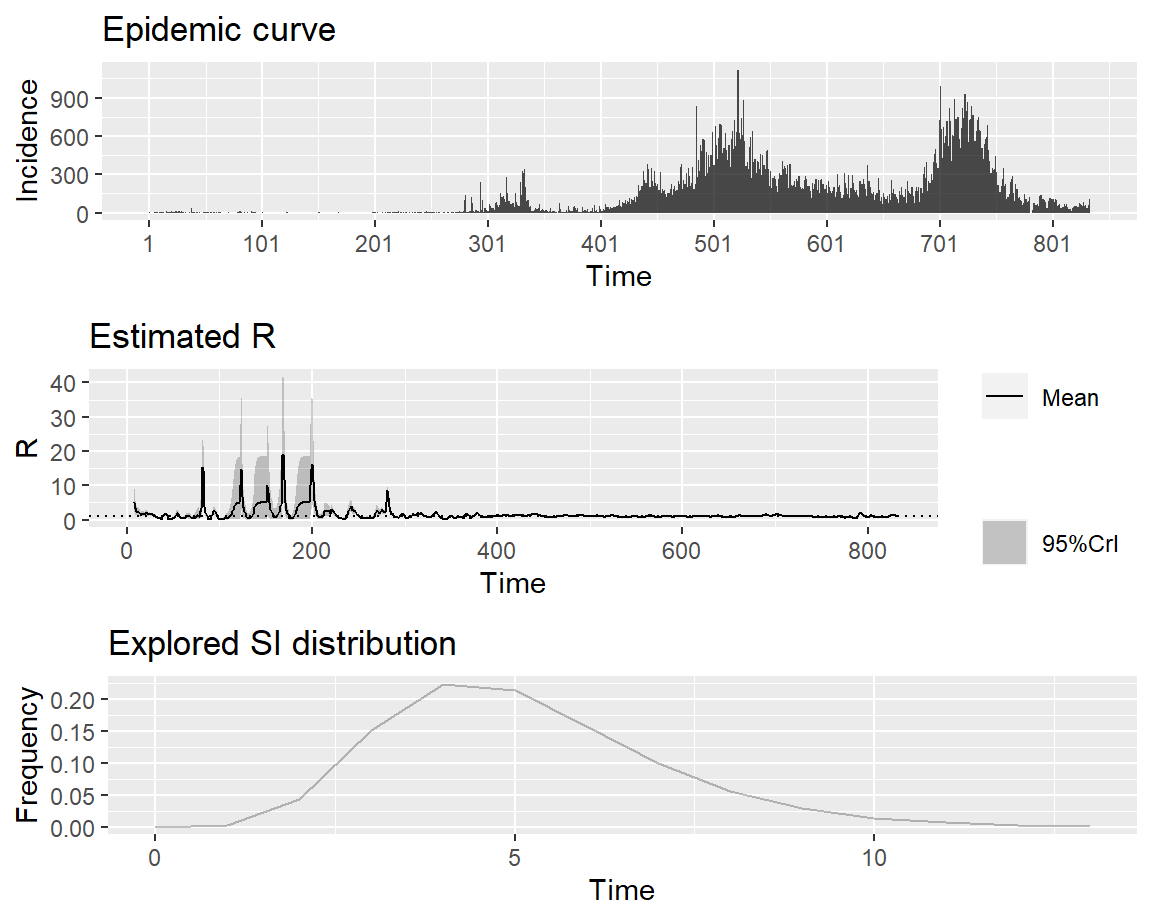 Epidemic curve
Incidence
900
600
300
0
1 101 201 301 401 501 601 701 801
Time
Estimated R
R
40
30
20
10
0
0 200 400 600 800
Time
Mean
95%CrI
Explored SI distribution
Frequency
0.20
0.15
0.10
0.05
0.00
0 5 10
Time